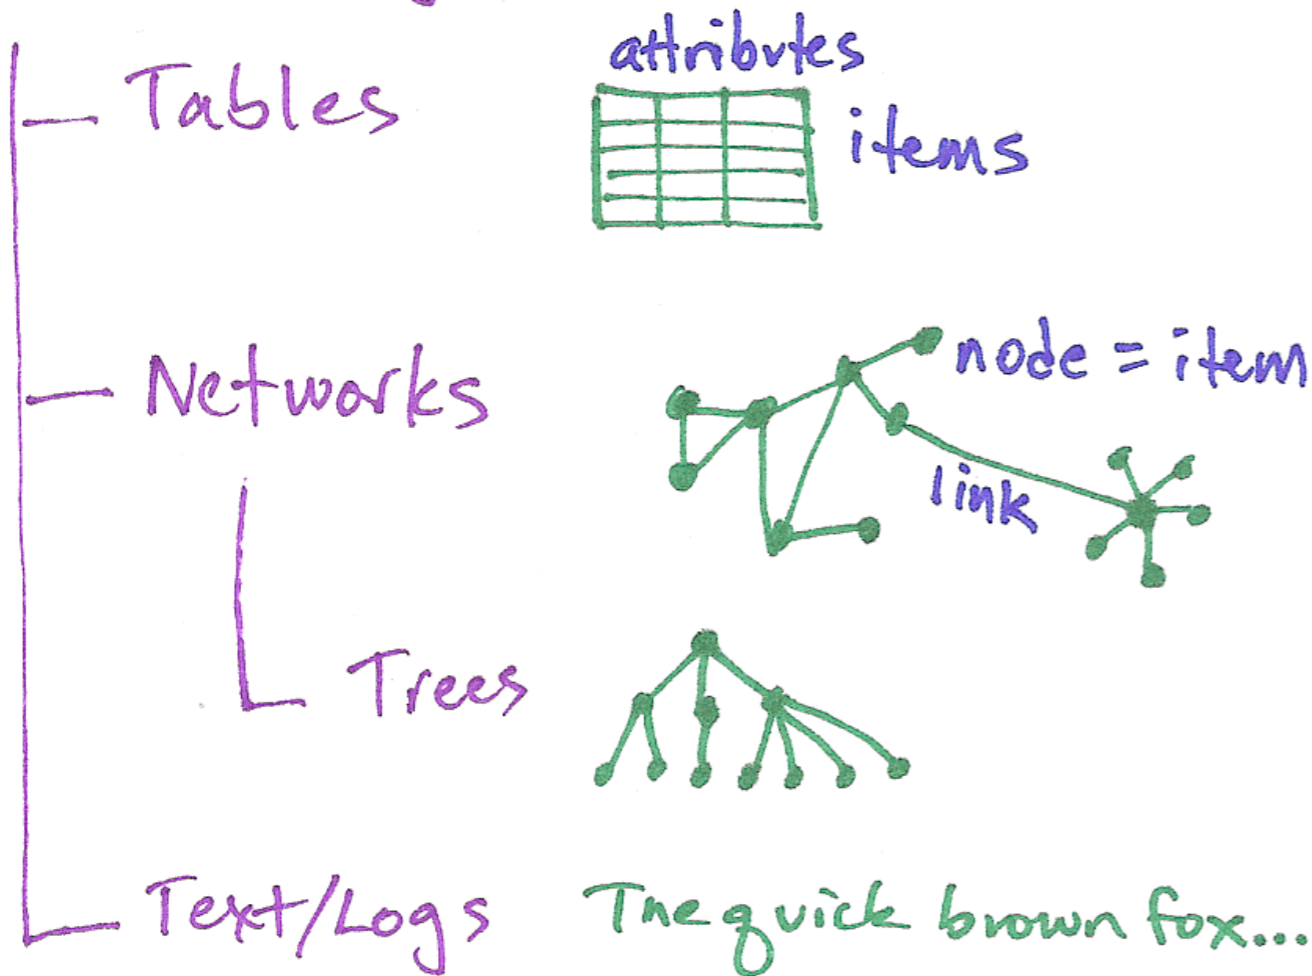 attributes
Tables
items
Networks
node = item
link
Trees
Text/Logs The quick brown fox...